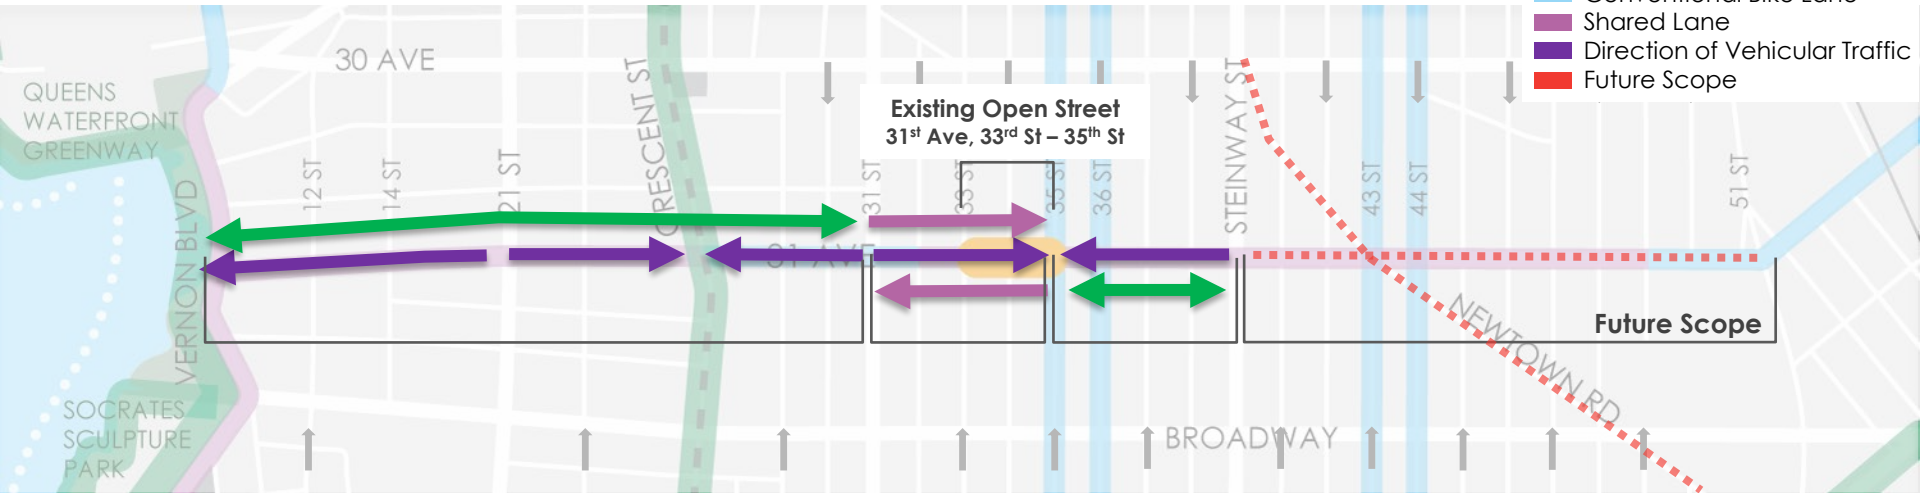 Conventional Bike Lane
Shared Lane
Direction of Vehicular Traffic
Future Scope
30 AVE
QUEENS
WATERFRONT
GREENWAY
Existing Open Street
31st Ave, 33rd St – 35th St
12 ST
14 ST
21 ST
CRESCENT ST
31 ST
33 ST
35 ST
36 ST
STEINWAY ST
43 ST
44 ST
51 ST
VERNON BLVD
31 AVE
Future Scope
NEWTOWN RD
SOCRATES
SCULPTURE
PARK
BROADWAY